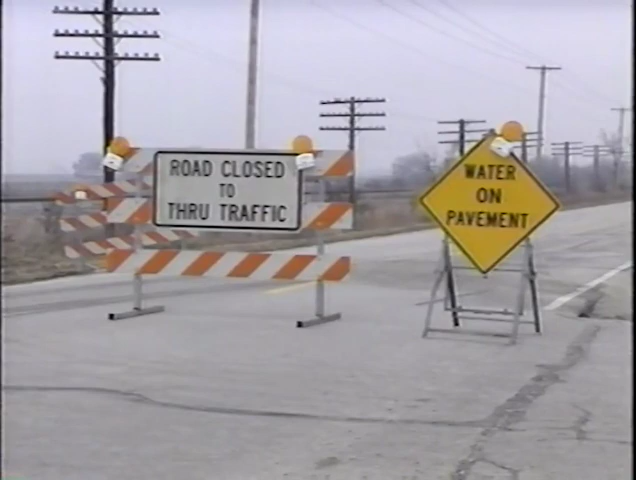 ROAD CLOSED
TO
THRU TRAFFIC
WATER
ON
PAVEMENT